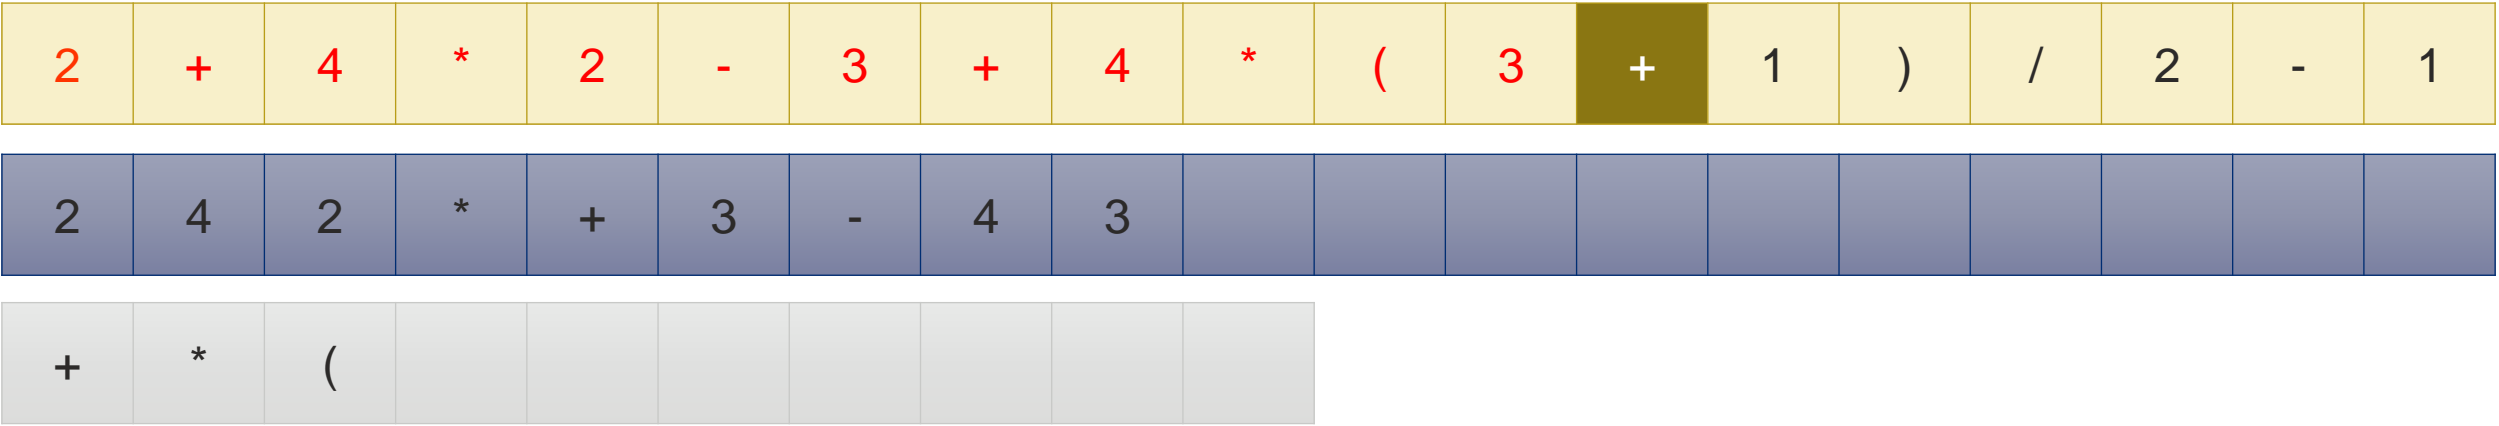 2 + 4 * 2 - 3 + 4 * ( 3 + 1 ) / 2 - 1
2 4 2 * + 3 - 4 3
+ * (